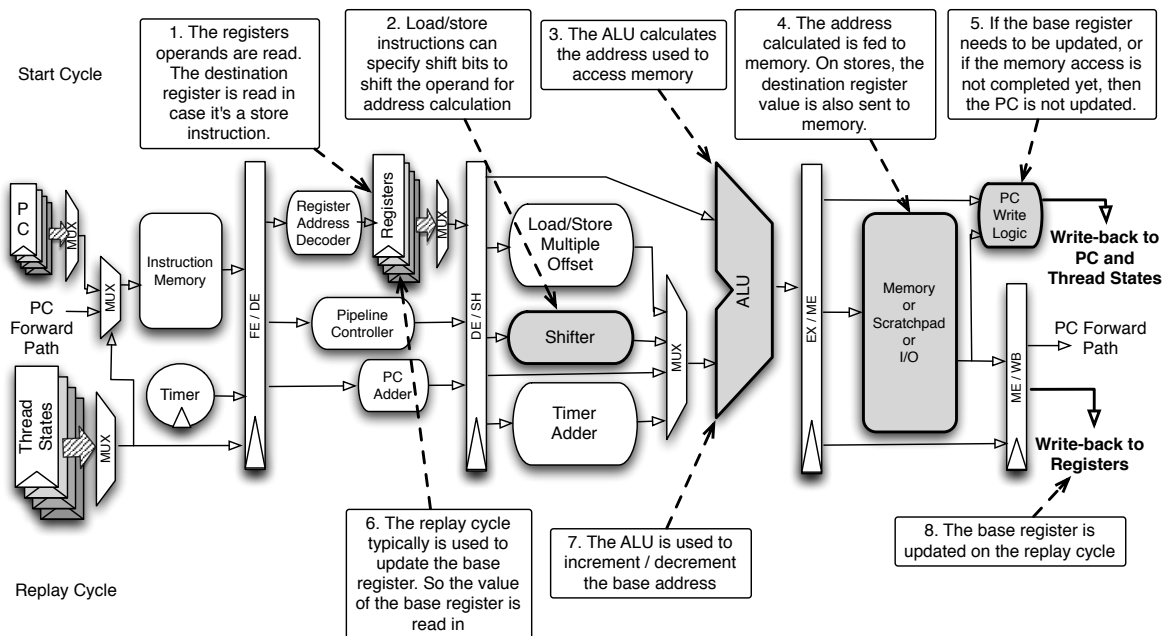 1. The registers
operands are read.
The destination
register is read in
case it's a store
instruction.
2. Load/store
instructions can
specify shift bits to
shift the operand for
address calculation
3. The ALU calculates
the address used to
access memory
4. The address
calculated is fed to
memory. On stores, the
destination register
value is also sent to
memory.
5. If the base register
needs to be updated, or
if the memory access is
not completed yet, then
the PC is not updated.
Start Cycle
P
C
MUX
MUX
PC
Forward
Path
Instruction
Memory
Thread
States
MUX
Timer
FE / DE
Register
Address
Decoder
Registers
MUX
Pipeline
Controller
PC
Adder
DE / SH
Load/Store
Multiple
Offset
Shifter
Timer
Adder
MUX
ALU
EX / ME
Memory
or
Scratchpad
or
I/O
PC
Write
Logic
Write-back to
PC and
Thread States
ME / WB
PC Forward
Path
Write-back to
Registers
Replay Cycle
6. The replay cycle
typically is used to
update the base
register. So the value
of the base register is
read in
7. The ALU is used to
increment / decrement
the base address
8. The base register is
updated on the replay cycle